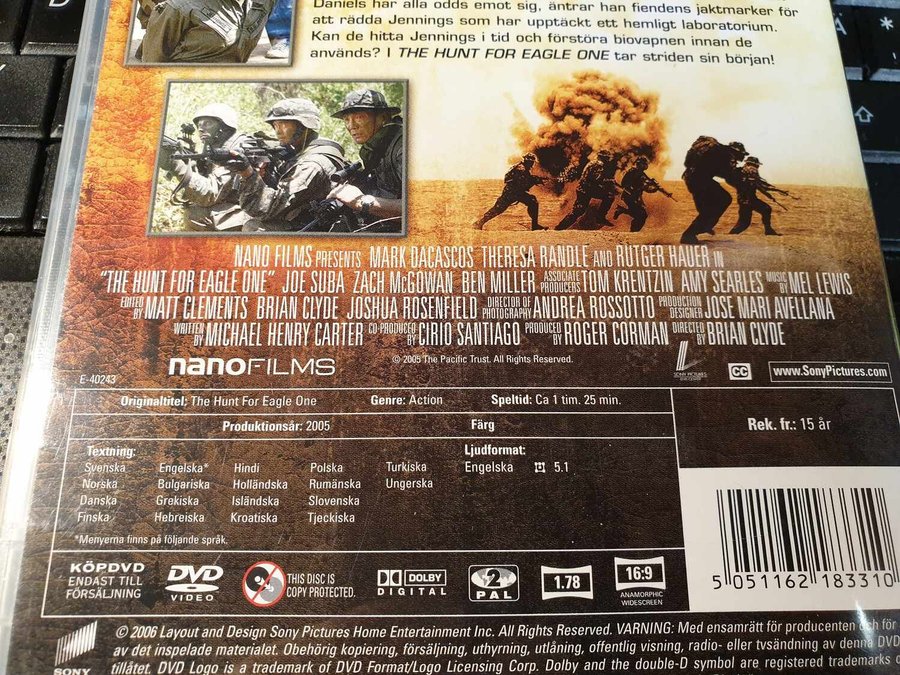 Daniels har alla odds emot sig, äntrar han fiendens jaktmarker för
att rädda Jennings som har upptäckt ett hemligt laboratorium.
Kan de hitta Jennings i tid och förstöra biovapnen innan de
används? I THE HUNT FOR EAGLE ONE tar striden sin början!
NANO FILMS PRESENTS MARK DACASCOS THERESA RANDLE AND RUTGER HAUER IN
"THE HUNT FOR EAGLE ONE" JOE SUBA ZACH McGOWAN BEN MILLER ASSOCIATE PRODUCERS TOM KRENTZIN AMY SEARLES MUSIC BY MEL LEWIS
EDITED BY MATT CLEMENTS BRIAN CLYDE JOSHUA ROSENFIELD DIRECTOR OF PHOTOGRAPHY ANDREA ROSSOTTO PRODUCTION DESIGNER JOSE MARI AVELLANA
WRITTEN BY MICHAEL HENRY CARTER CO-PRODUCED BY CIRIO SANTIAGO PRODUCED BY ROGER CORMAN DIRECTED BY BRIAN CLYDE
nanoFILMS
© 2005 The Pacific Trust. All Rights Reserved.
SONY PICTURES
CC
www.SonyPictures.com
E-40243
Originaltitel: The Hunt For Eagle One Genre: Action Speltid: Ca 1 tim. 25 min.
Produktionsår: 2005 Färg
Rek. fr.: 15 år
Textning:
Svenska Engelska* Hindi Polska Turkiska
Norska Bulgariska Holländska Rumänska Ungerska
Danska Grekiska Isländska Slovenska
Finska Hebreiska Kroatiska Tjeckiska
*Menyerna finns på följande språk.
Ljudformat:
Engelska 5.1
KÖPDVD
ENDAST TILL
FÖRSÄLJNING
DVD
VIDEO
THIS DISC IS
COPY PROTECTED.
DOLBY
DIGITAL
2
PAL
1.78
16:9
ANAMORPHIC
WIDESCREEN
5 051162 183310
SONY
© 2006 Layout and Design Sony Pictures Home Entertainment Inc. All Rights Reserved. VARNING: Med ensamrätt för producenten och för
av det inspelade materialet. Obehörig kopiering, försäljning, uthyrning, utlåning, offentlig visning, radio- eller tvsändning av denna DVD
tillåtet. DVD Logo is a trademark of DVD Format/Logo Licensing Corp. Dolby and the double-D symbol are registered trademarks